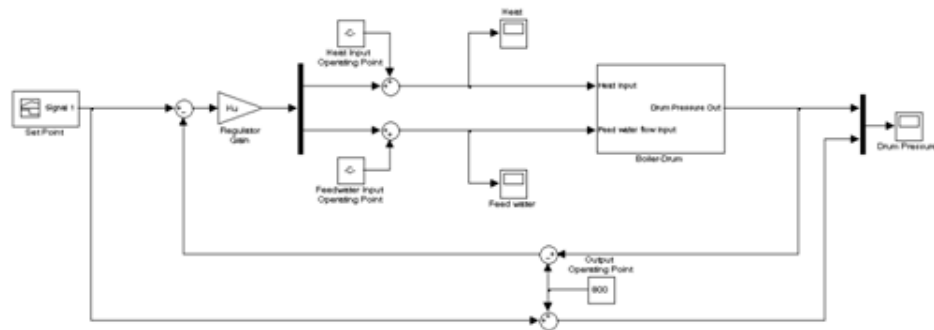 Heat
-C-
Heat Input
Operating Point
Signal 1
Set Point
K*u
Regulator
Gain
Heat Input
Drum Pressure Out
Feed water flow Input
Boiler-Drum
Drum Pressure
-C-
Feedwater Input
Operating Point
Feed water
Output
Operating Point
800